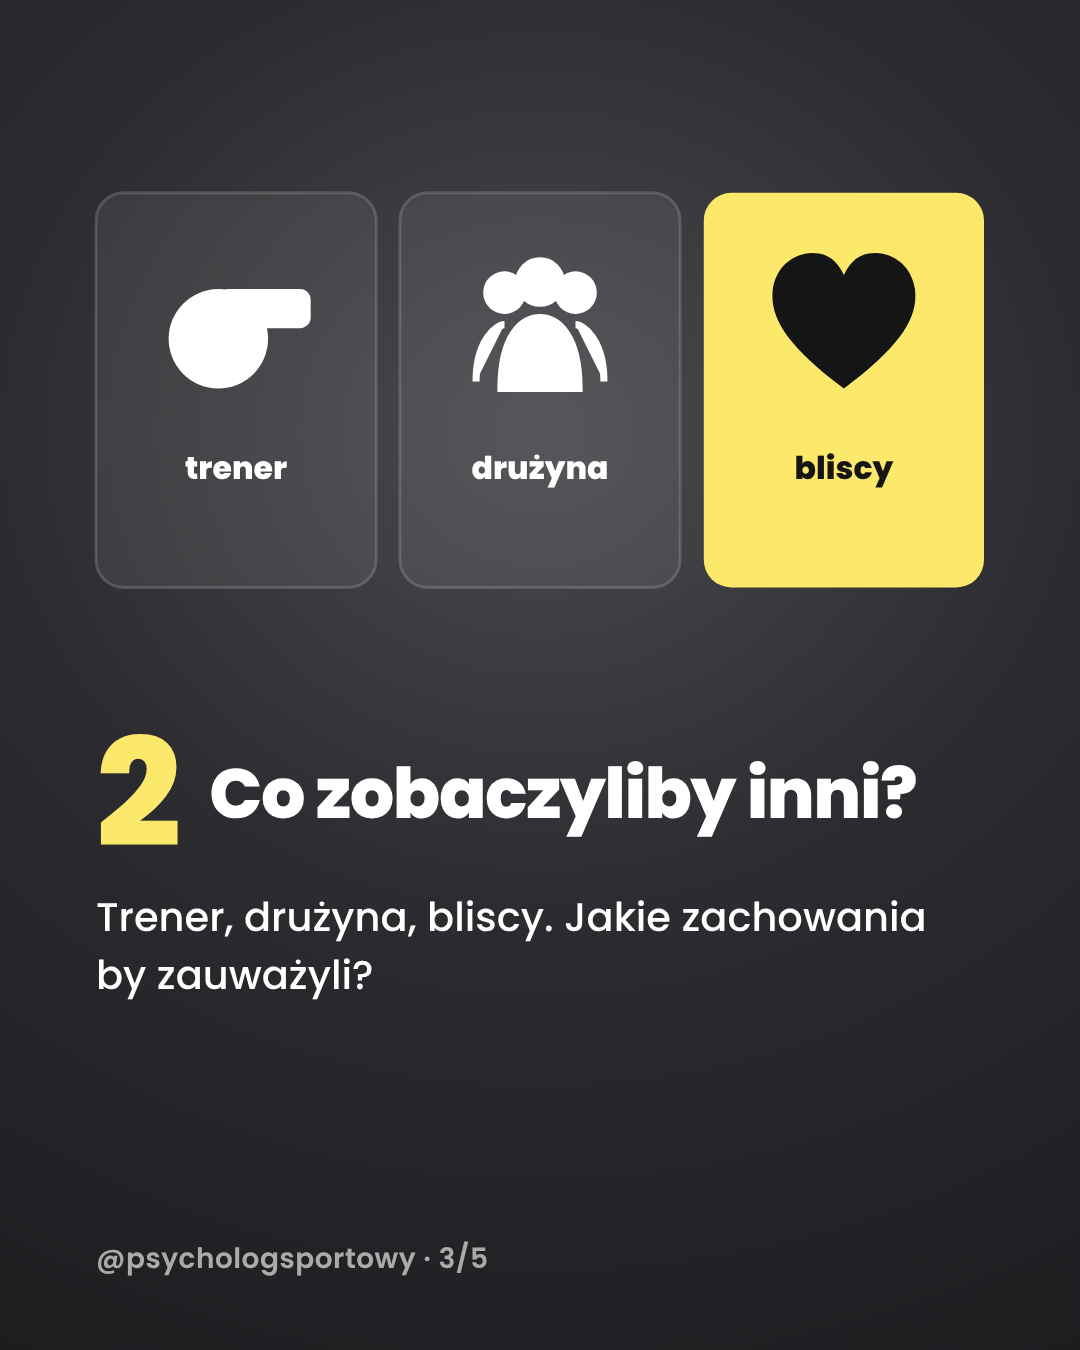 trener
drużyna
bliscy
2 Co zobaczyliby inni?
Trener, drużyna, bliscy. Jakie zachowania
by zauważyli?
@psychologsportowy · 3/5